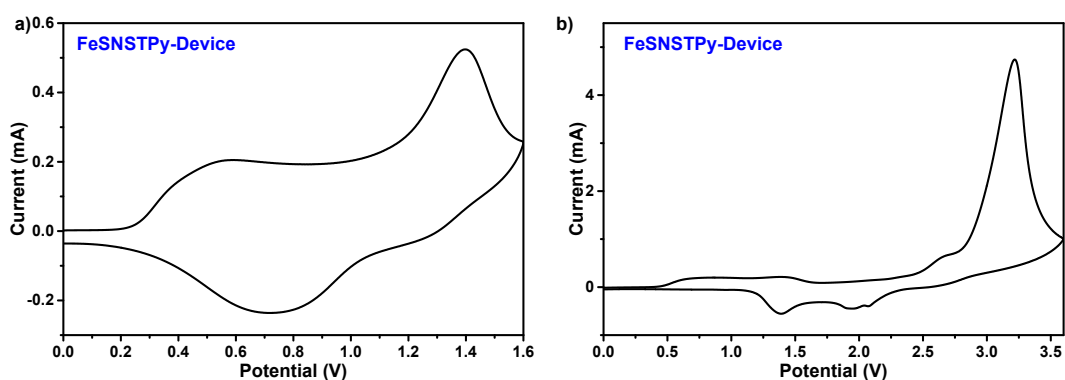 a)
FeSNSTPy-Device
Current (mA)
0.6
0.4
0.2
0.0
-0.2
0.0 0.2 0.4 0.6 0.8 1.0 1.2 1.4 1.6
Potential (V)
b)
FeSNSTPy-Device
Current (mA)
4
2
0
0.0 0.5 1.0 1.5 2.0 2.5 3.0 3.5
Potential (V)